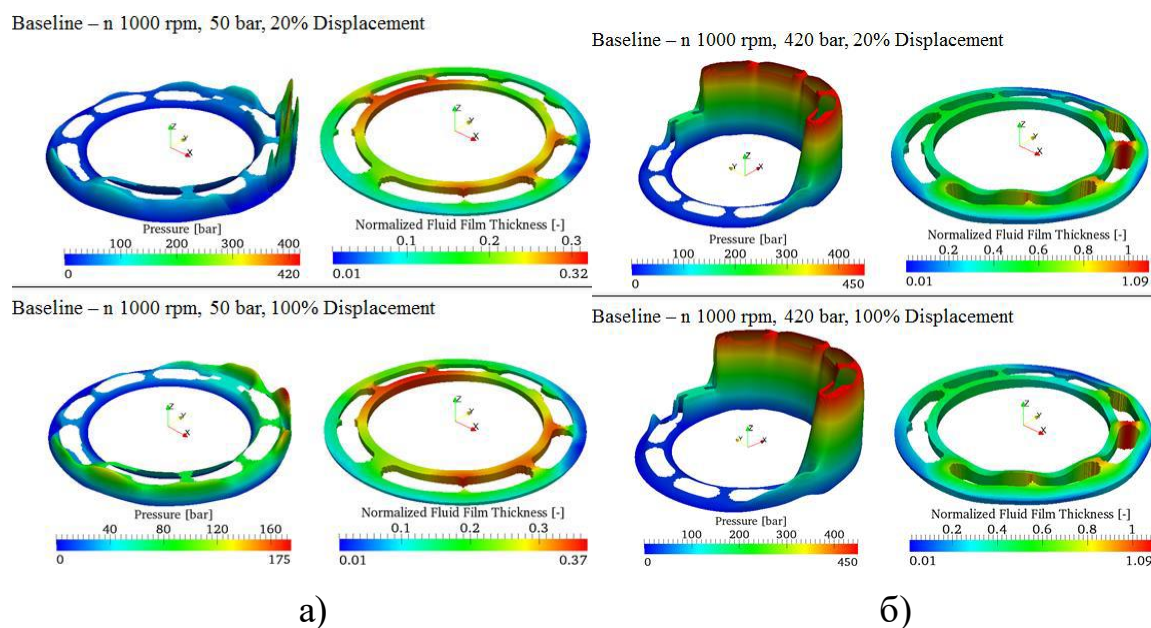 Baseline – n 1000 rpm, 50 bar, 20% Displacement
Z
Y
X
Z
Y
X
Pressure [bar]
100 200 300 400
0 420
Normalized Fluid Film Thickness [-]
0.1 0.2 0.3
0.01 0.32
Baseline – n 1000 rpm, 50 bar, 100% Displacement
Z
Y
X
Z
Y
X
Pressure [bar]
40 80 120 160
0 175
Normalized Fluid Film Thickness [-]
0.1 0.2 0.3
0.01 0.37
а)
Baseline – n 1000 rpm, 420 bar, 20% Displacement
Z
Y X
Z
Y
X
Pressure [bar]
100 200 300 400
0 450
Normalized Fluid Film Thickness [-]
0.2 0.4 0.6 0.8 1
0.01 1.09
Baseline – n 1000 rpm, 420 bar, 100% Displacement
Z
Y X
Z
Y
X
Pressure [bar]
100 200 300 400
0 450
Normalized Fluid Film Thickness [-]
0.2 0.4 0.6 0.8 1
0.01 1.09
б)